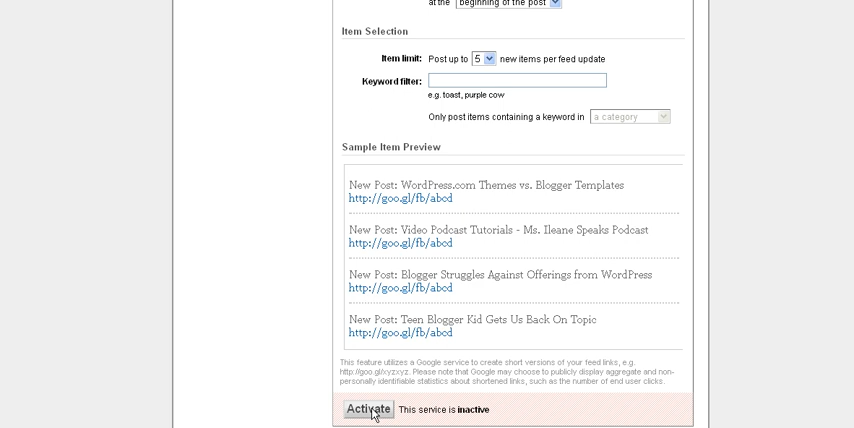 at the beginning of the post
Item Selection
Item limit: Post up to 5 new items per feed update
Keyword filter:
e.g. toast, purple cow
Only post items containing a keyword in a category
Sample Item Preview
New Post: WordPress.com Themes vs. Blogger Templates
http://goo.gl/fb/abcd
New Post: Video Podcast Tutorials - Ms. Ileane Speaks Podcast
http://goo.gl/fb/abcd
New Post: Blogger Struggles Against Offerings from WordPress
http://goo.gl/fb/abcd
New Post: Teen Blogger Kid Gets Us Back On Topic
http://goo.gl/fb/abcd
This feature utilizes a Google service to create short versions of your feed links, e.g.
http://goo.gl/xyzxyz. Please note that Google may choose to publicly display aggregate and non-
personally identifiable statistics about shortened links, such as the number of end user clicks.
Activate This service is inactive